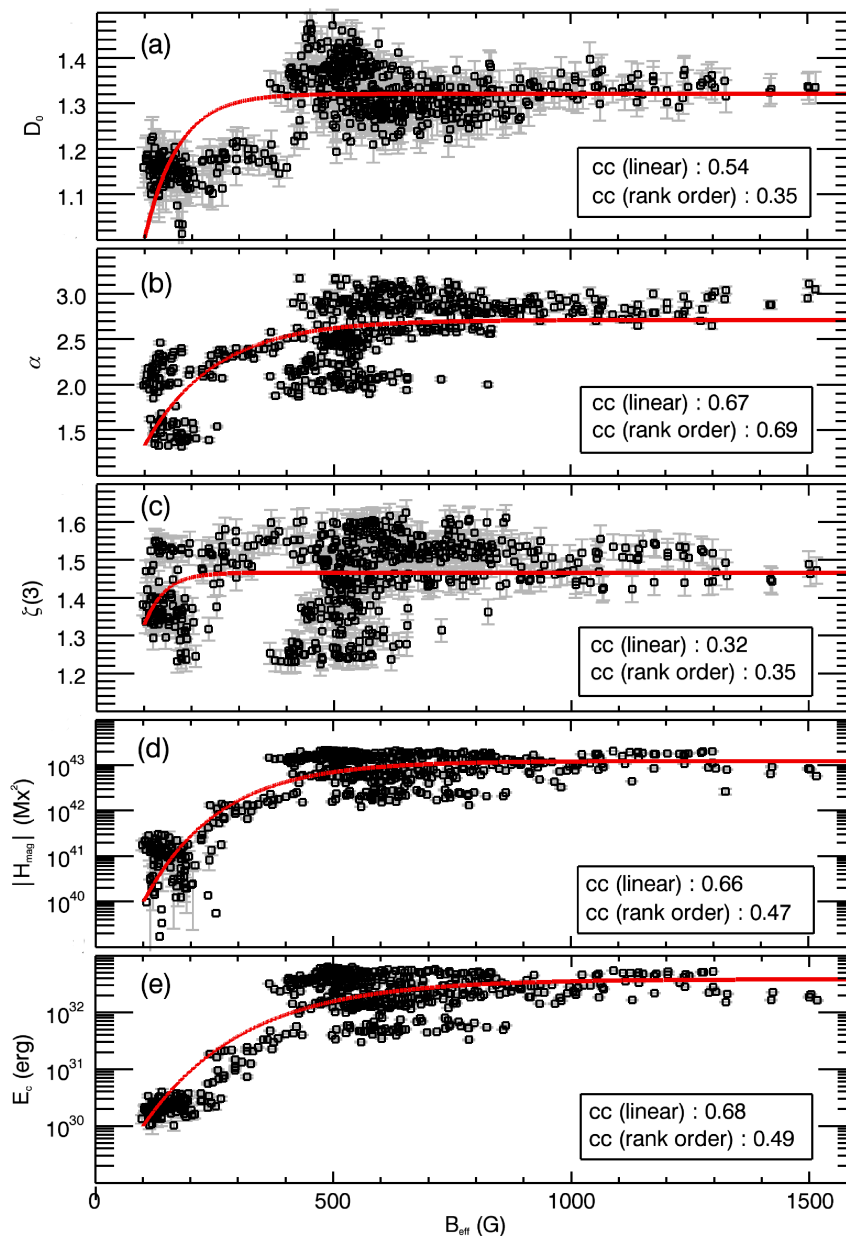 (a)
1.4
1.3
1.2
1.1
D₀
cc (linear) : 0.54
cc (rank order) : 0.35
(b)
3.0
2.5
2.0
1.5
α
cc (linear) : 0.67
cc (rank order) : 0.69
(c)
1.6
1.5
1.4
1.3
1.2
ζ(3)
cc (linear) : 0.32
cc (rank order) : 0.35
(d)
10⁴³
10⁴²
10⁴¹
10⁴⁰
|H_mag| (Mx²)
cc (linear) : 0.66
cc (rank order) : 0.47
(e)
10³²
10³¹
10³⁰
E_c (erg)
cc (linear) : 0.68
cc (rank order) : 0.49
0 500 1000 1500
B_eff (G)